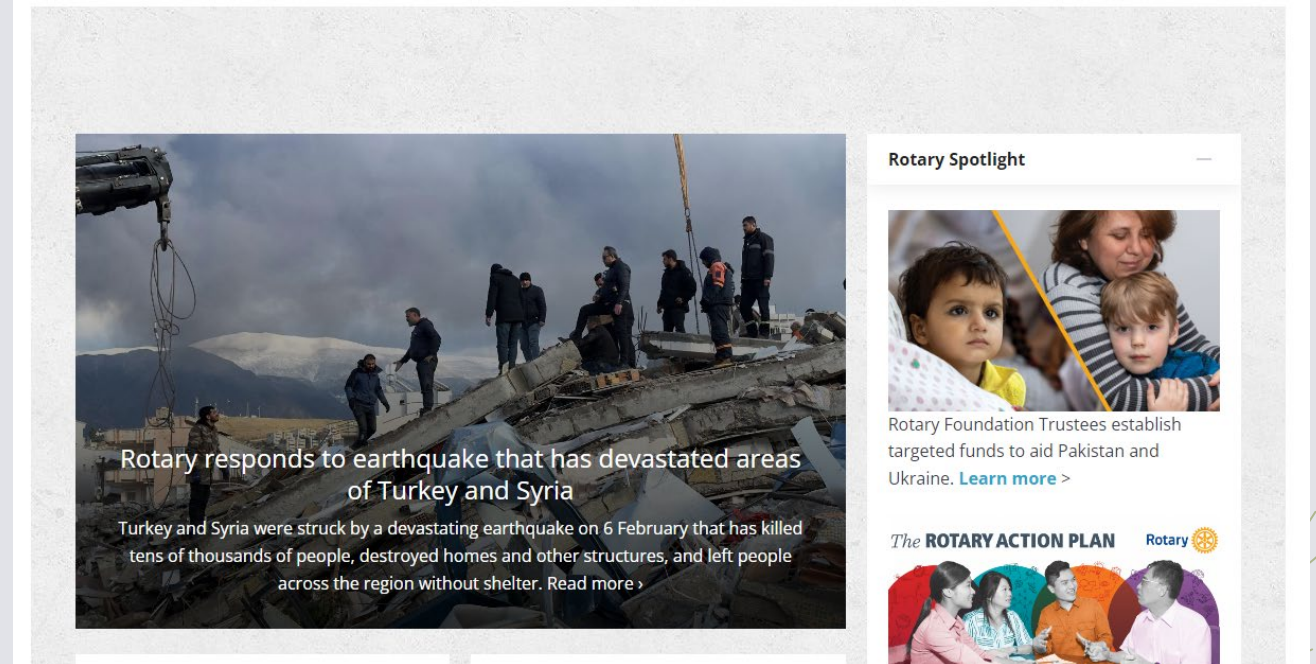 Rotary responds to earthquake that has devastated areas
of Turkey and Syria
Turkey and Syria were struck by a devastating earthquake on 6 February that has killed
tens of thousands of people, destroyed homes and other structures, and left people
across the region without shelter. Read more ›
Rotary Spotlight
Rotary Foundation Trustees establish
targeted funds to aid Pakistan and
Ukraine. Learn more >
The ROTARY ACTION PLAN
Rotary